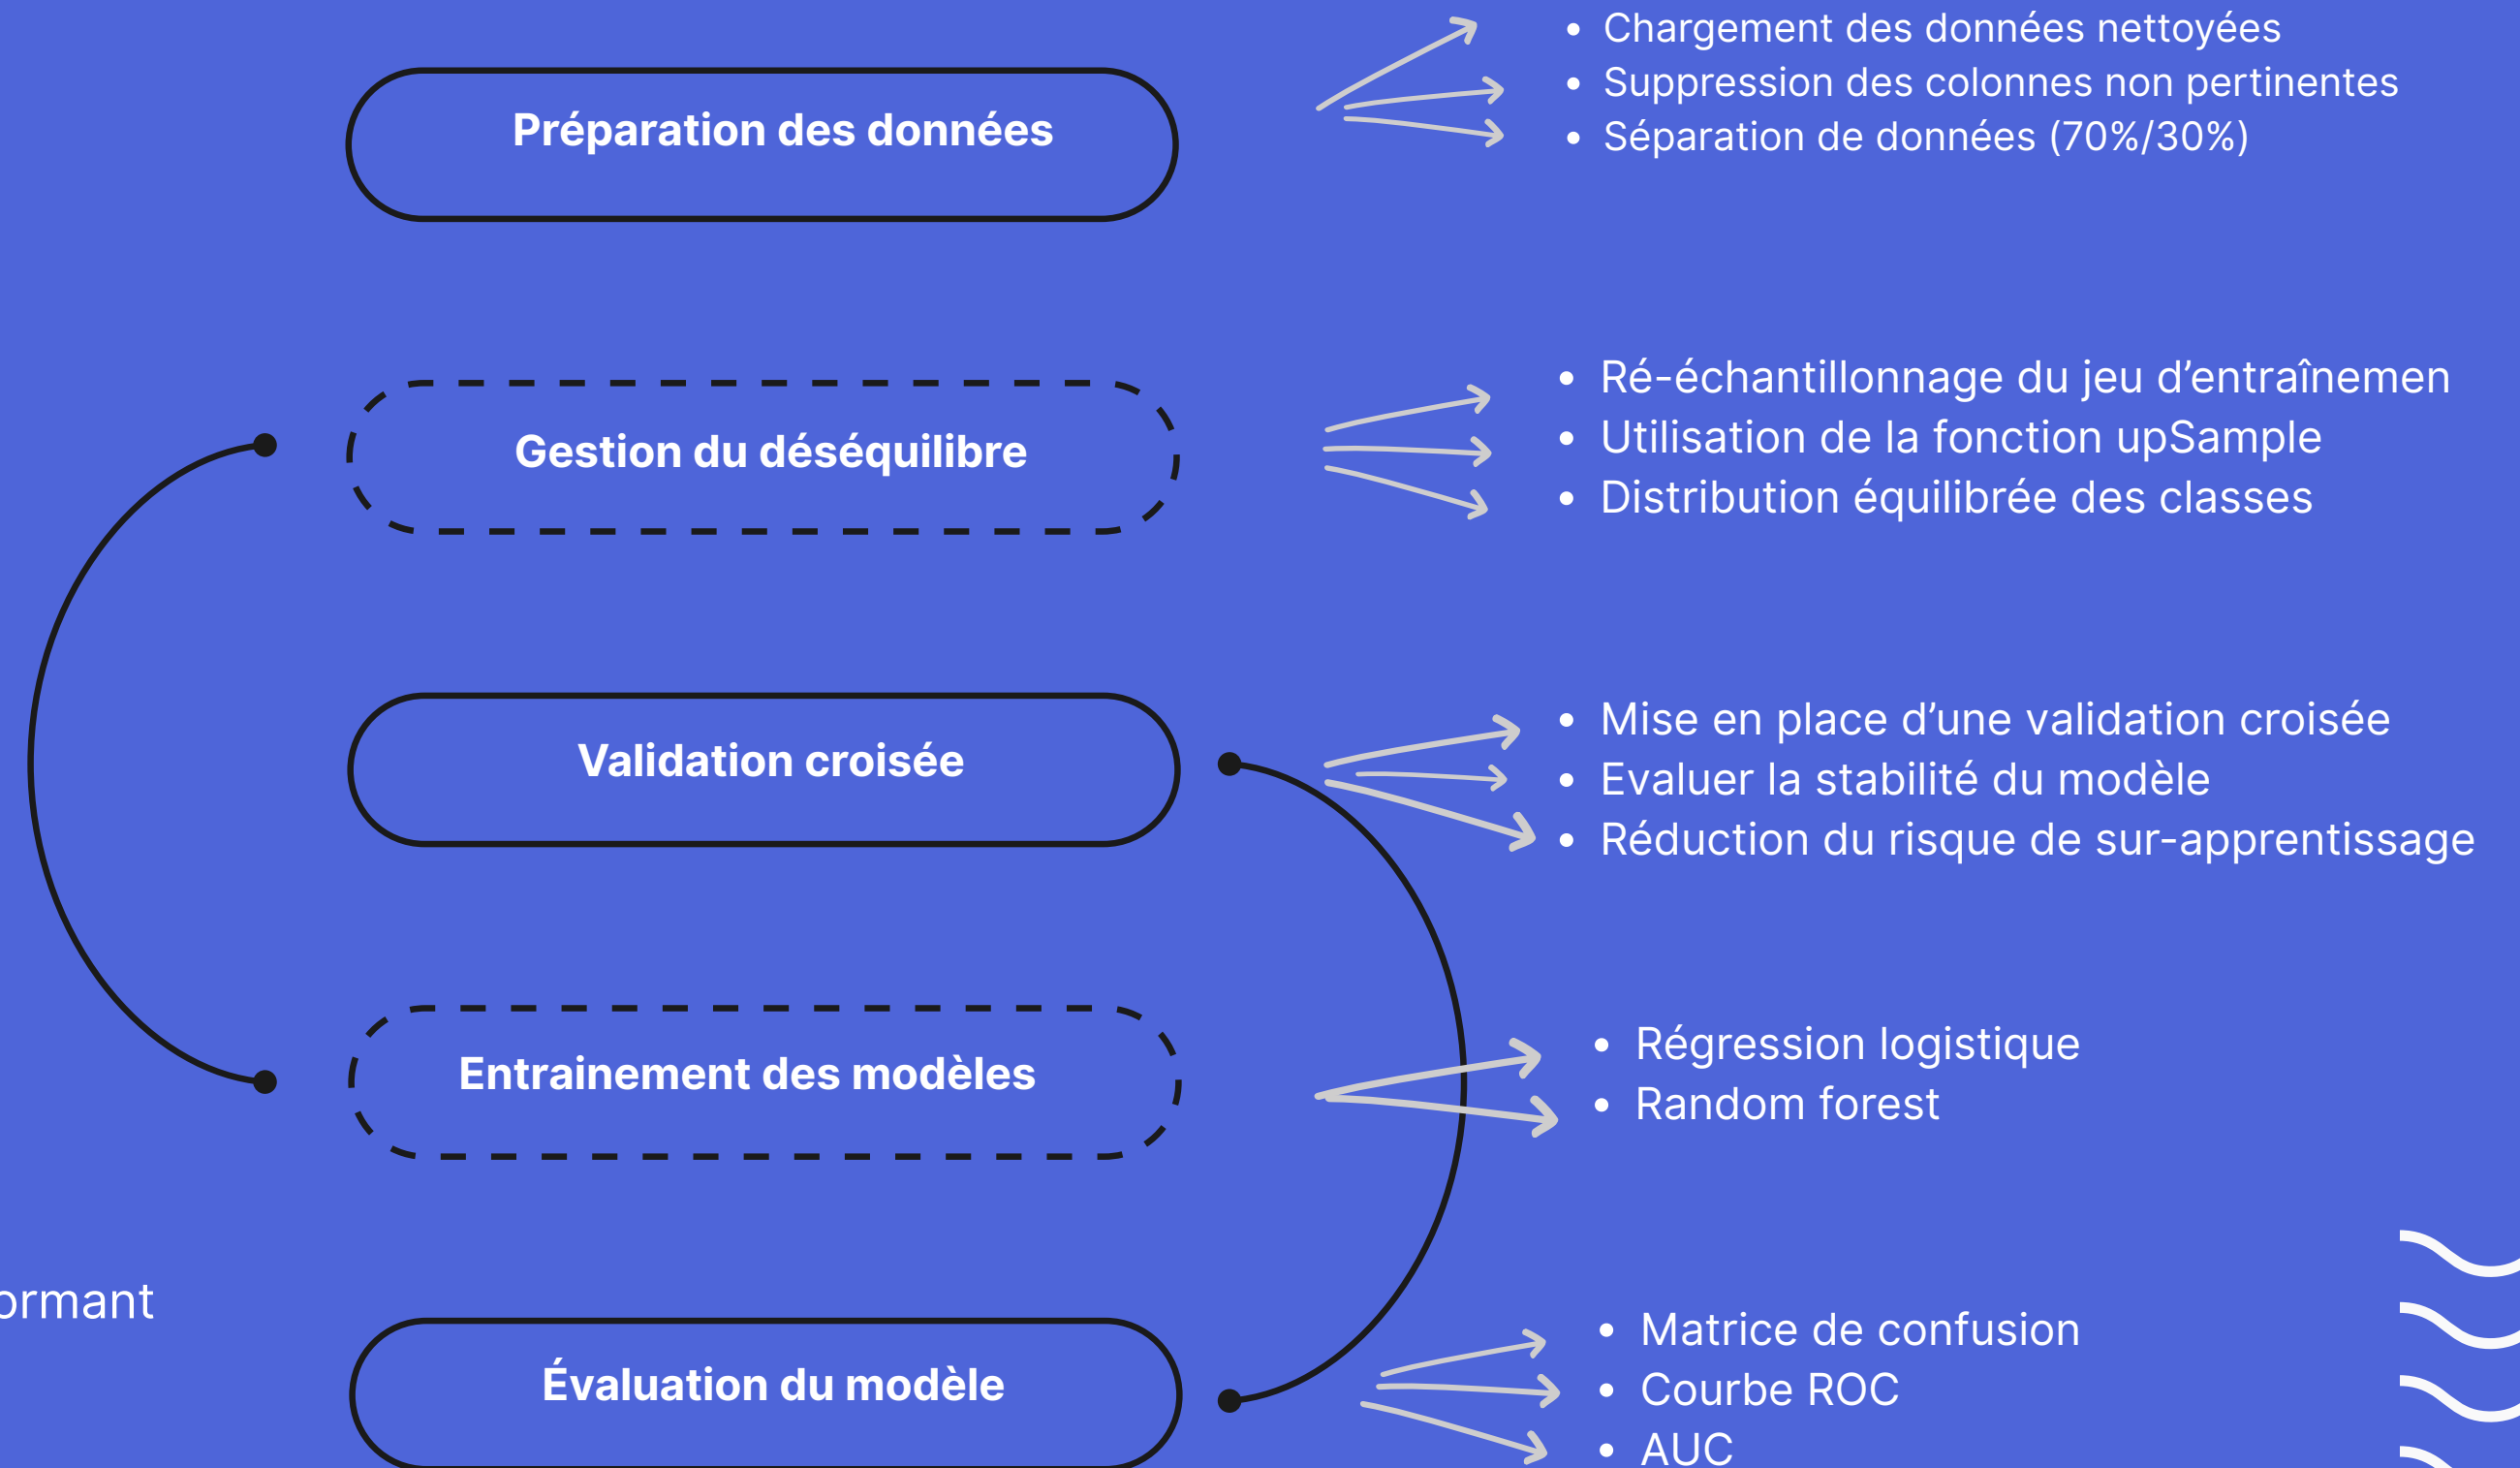 Préparation des données
• Chargement des données nettoyées
• Suppression des colonnes non pertinentes
• Séparation de données (70%/30%)
Gestion du déséquilibre
• Ré-échantillonnage du jeu d’entraînemen
• Utilisation de la fonction upSample
• Distribution équilibrée des classes
Validation croisée
• Mise en place d’une validation croisée
• Evaluer la stabilité du modèle
• Réduction du risque de sur-apprentissage
Entrainement des modèles
• Régression logistique
• Random forest
ormant
Évaluation du modèle
• Matrice de confusion
• Courbe ROC
• AUC